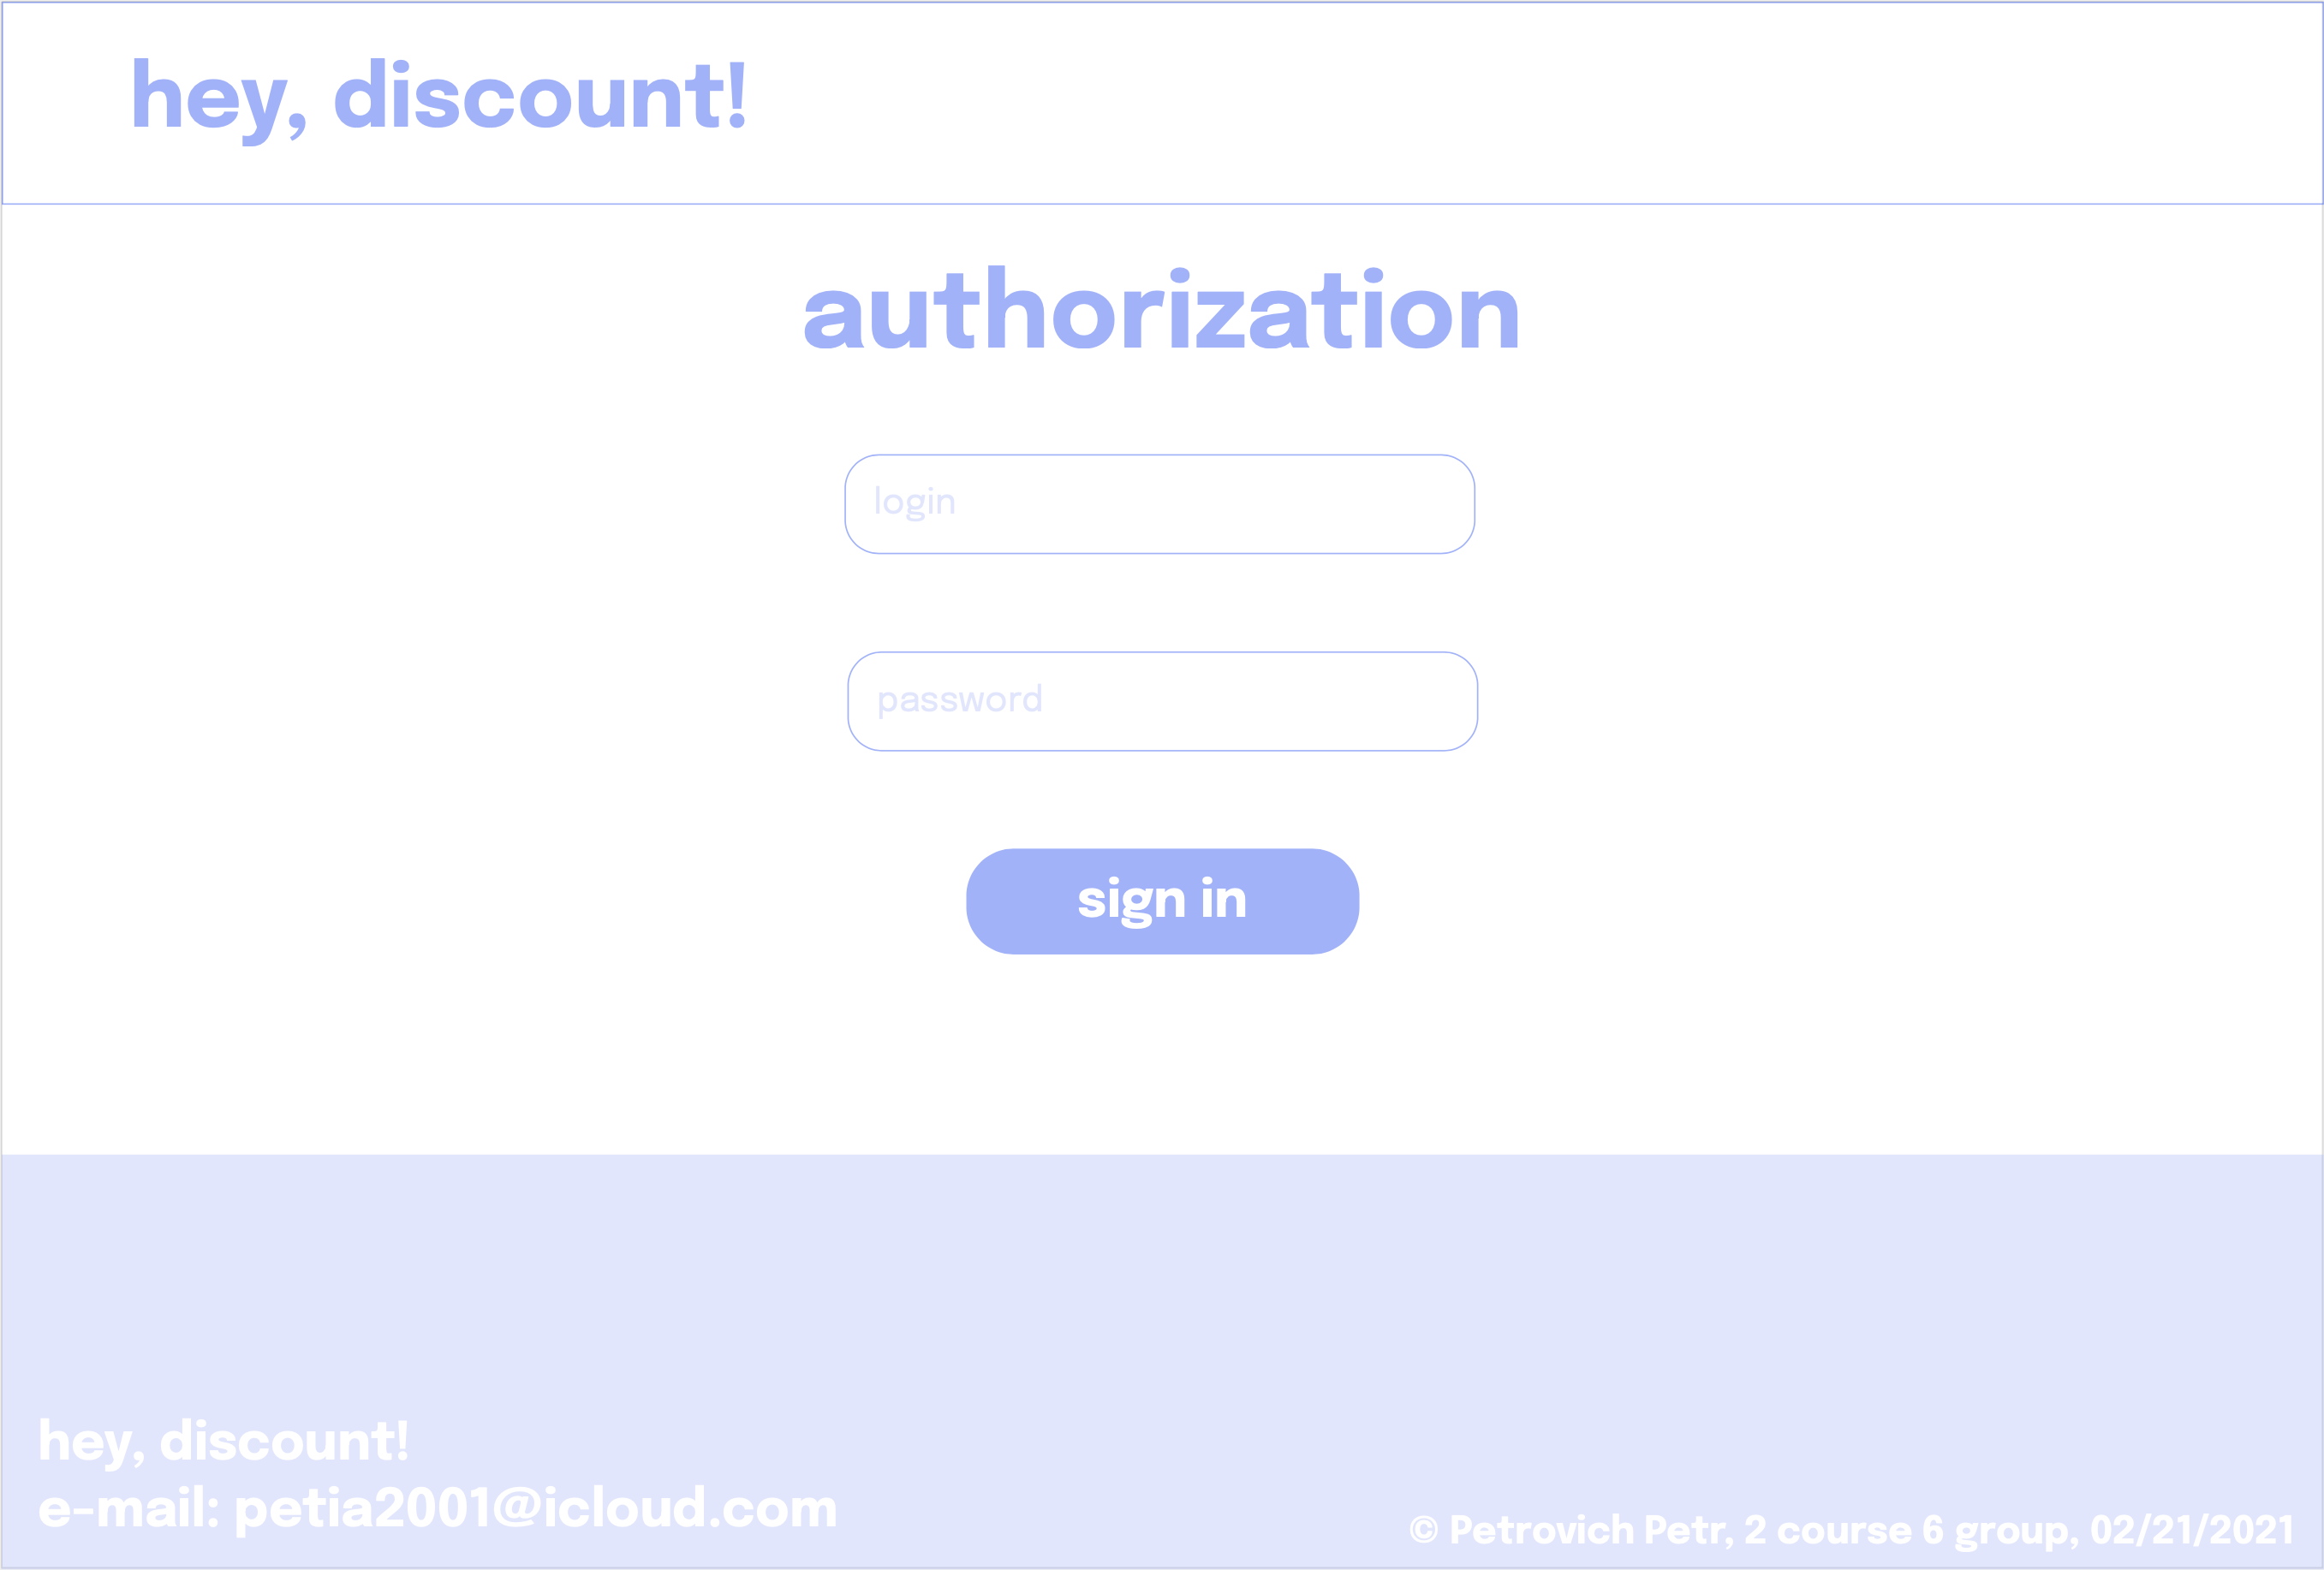 hey, discount!
authorization
login
password
sign in
hey, discount!
e-mail: petia2001@icloud.com
© Petrowich Petr, 2 course 6 group, 02/21/2021